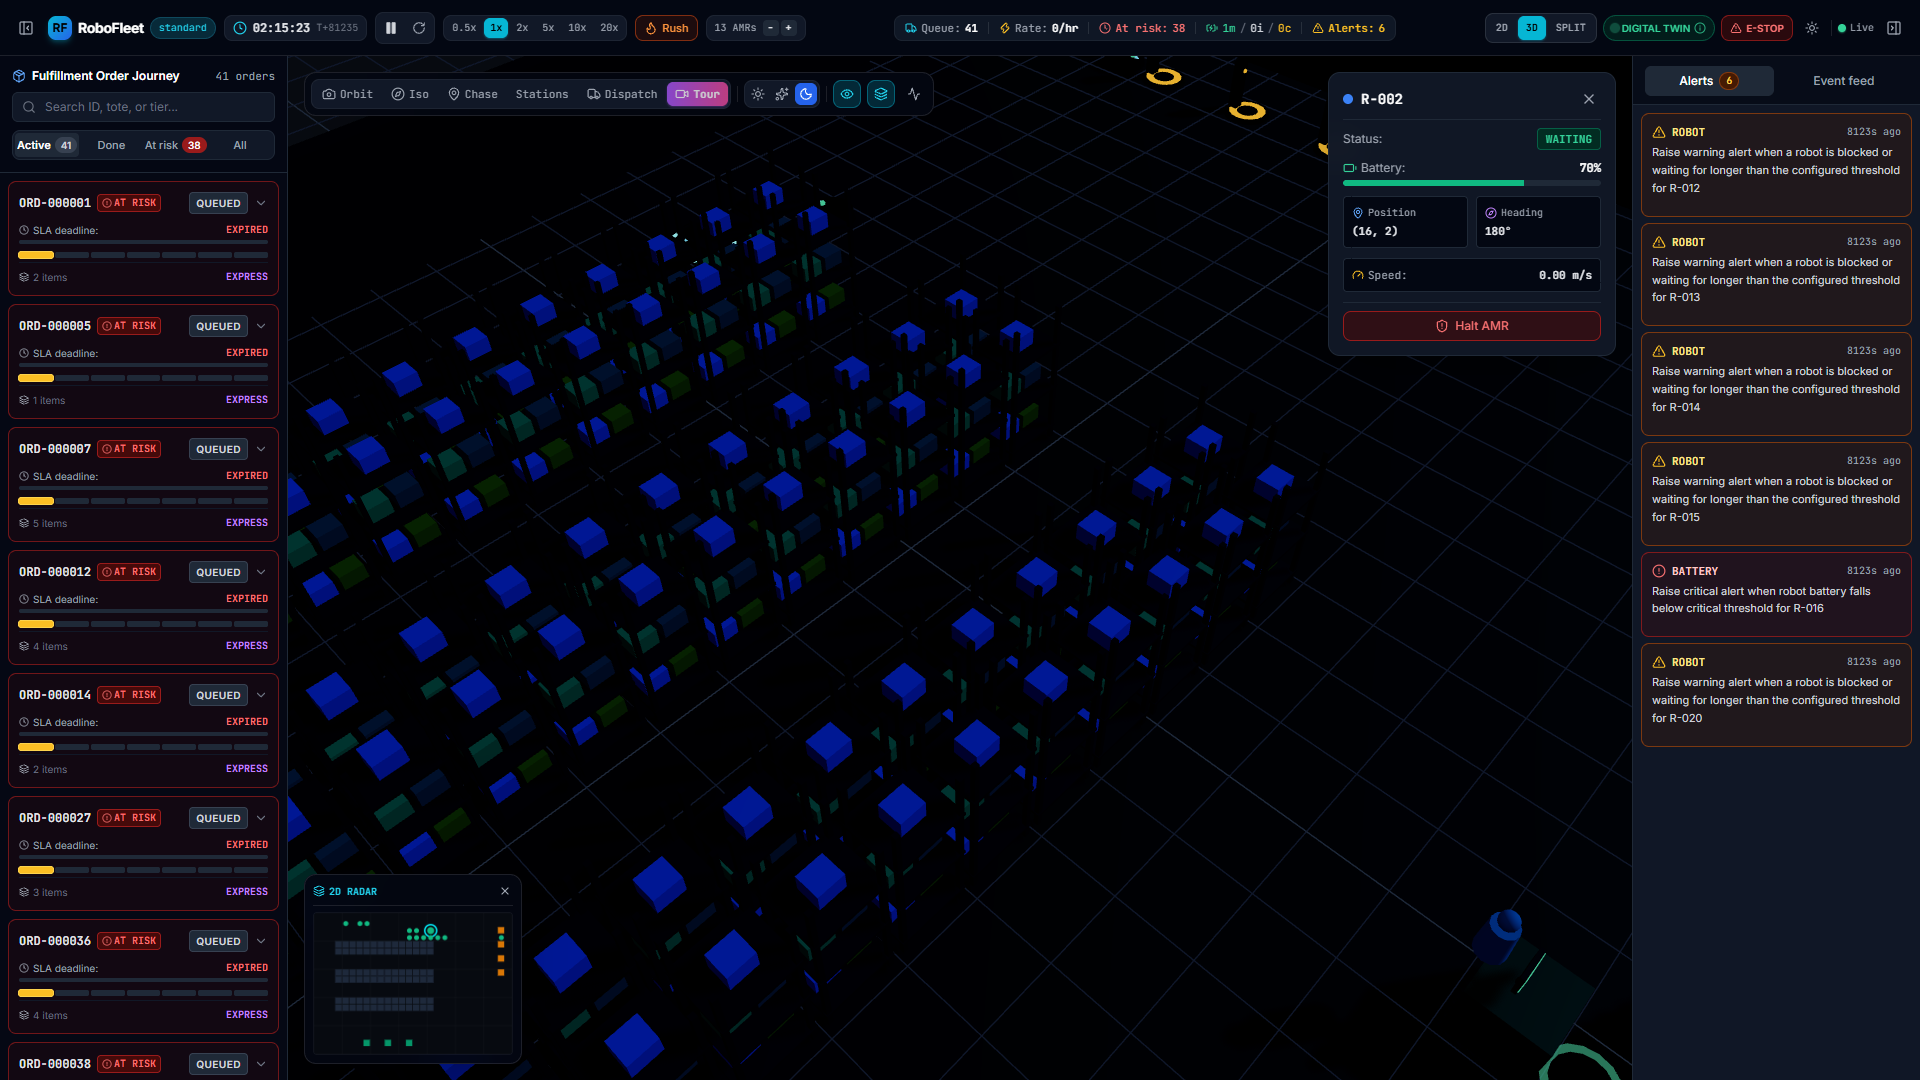 RF RoboFleet standard 02:15:23 T+81235 0.5x 1x 2x 5x 10x 20x Rush 13 AMRs - + Queue: 41 Rate: 0/hr At risk: 38 1m / 0i / 0c Alerts: 6 2D 3D SPLIT DIGITAL TWIN E-STOP Live
Fulfillment Order Journey 41 orders
Search ID, tote, or tier...
Active 41 Done At risk 38 All
ORD-000001 AT RISK QUEUED
SLA deadline: EXPIRED
2 items EXPRESS
ORD-000005 AT RISK QUEUED
SLA deadline: EXPIRED
1 items EXPRESS
ORD-000007 AT RISK QUEUED
SLA deadline: EXPIRED
5 items EXPRESS
ORD-000012 AT RISK QUEUED
SLA deadline: EXPIRED
4 items EXPRESS
ORD-000014 AT RISK QUEUED
SLA deadline: EXPIRED
2 items EXPRESS
ORD-000027 AT RISK QUEUED
SLA deadline: EXPIRED
3 items EXPRESS
ORD-000036 AT RISK QUEUED
SLA deadline: EXPIRED
4 items EXPRESS
ORD-000038 AT RISK QUEUED
Orbit Iso Chase Stations Dispatch Tour
2D RADAR
R-002
Status: WAITING
Battery: 70%
Position Heading
(16, 2) 180°
Speed: 0.00 m/s
Halt AMR
Alerts 6 Event feed
ROBOT 8123s ago
Raise warning alert when a robot is blocked or
waiting for longer than the configured threshold
for R-012
ROBOT 8123s ago
Raise warning alert when a robot is blocked or
waiting for longer than the configured threshold
for R-013
ROBOT 8123s ago
Raise warning alert when a robot is blocked or
waiting for longer than the configured threshold
for R-014
ROBOT 8123s ago
Raise warning alert when a robot is blocked or
waiting for longer than the configured threshold
for R-015
BATTERY 8123s ago
Raise critical alert when robot battery falls
below critical threshold for R-016
ROBOT 8123s ago
Raise warning alert when a robot is blocked or
waiting for longer than the configured threshold
for R-020